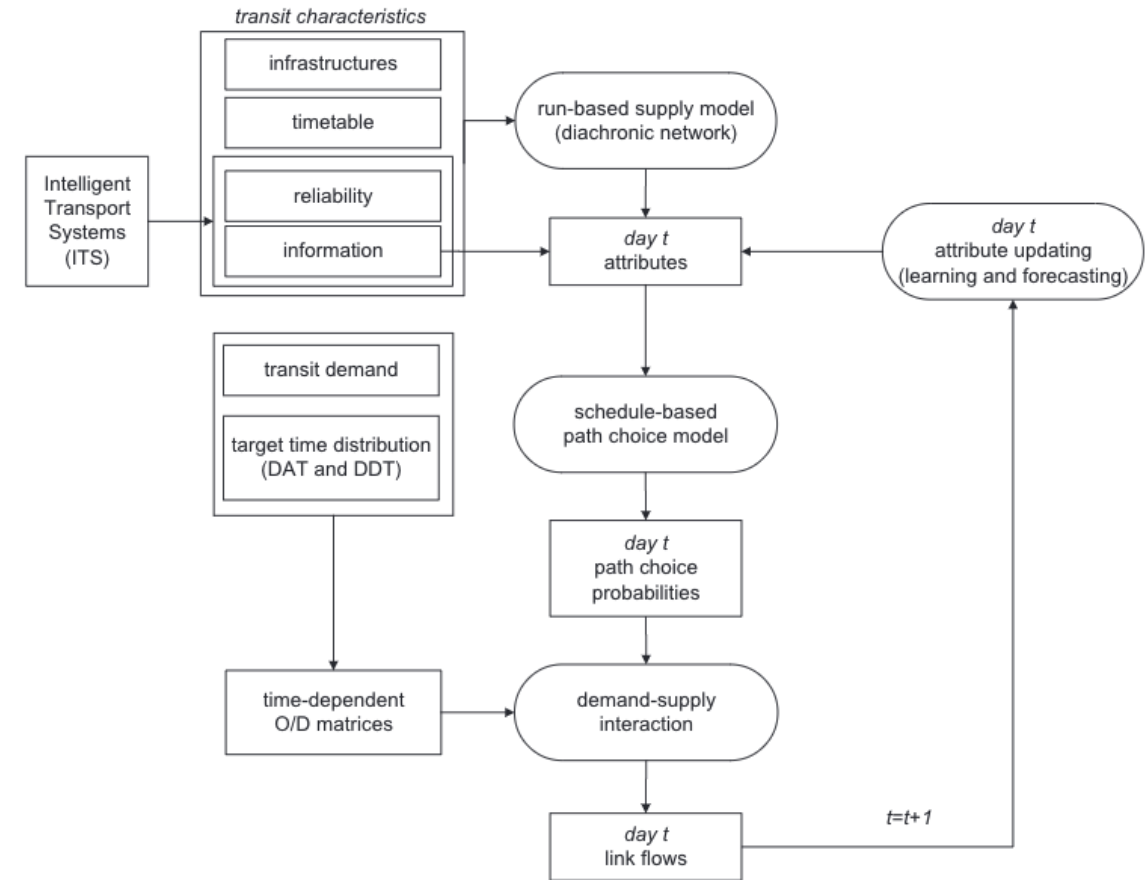 transit characteristics
infrastructures
timetable
reliability
information
Intelligent
Transport
Systems
(ITS)
run-based supply model
(diachronic network)
day t
attributes
day t
attribute updating
(learning and forecasting)
transit demand
target time distribution
(DAT and DDT)
schedule-based
path choice model
day t
path choice
probabilities
time-dependent
O/D matrices
demand-supply
interaction
day t
link flows
t=t+1